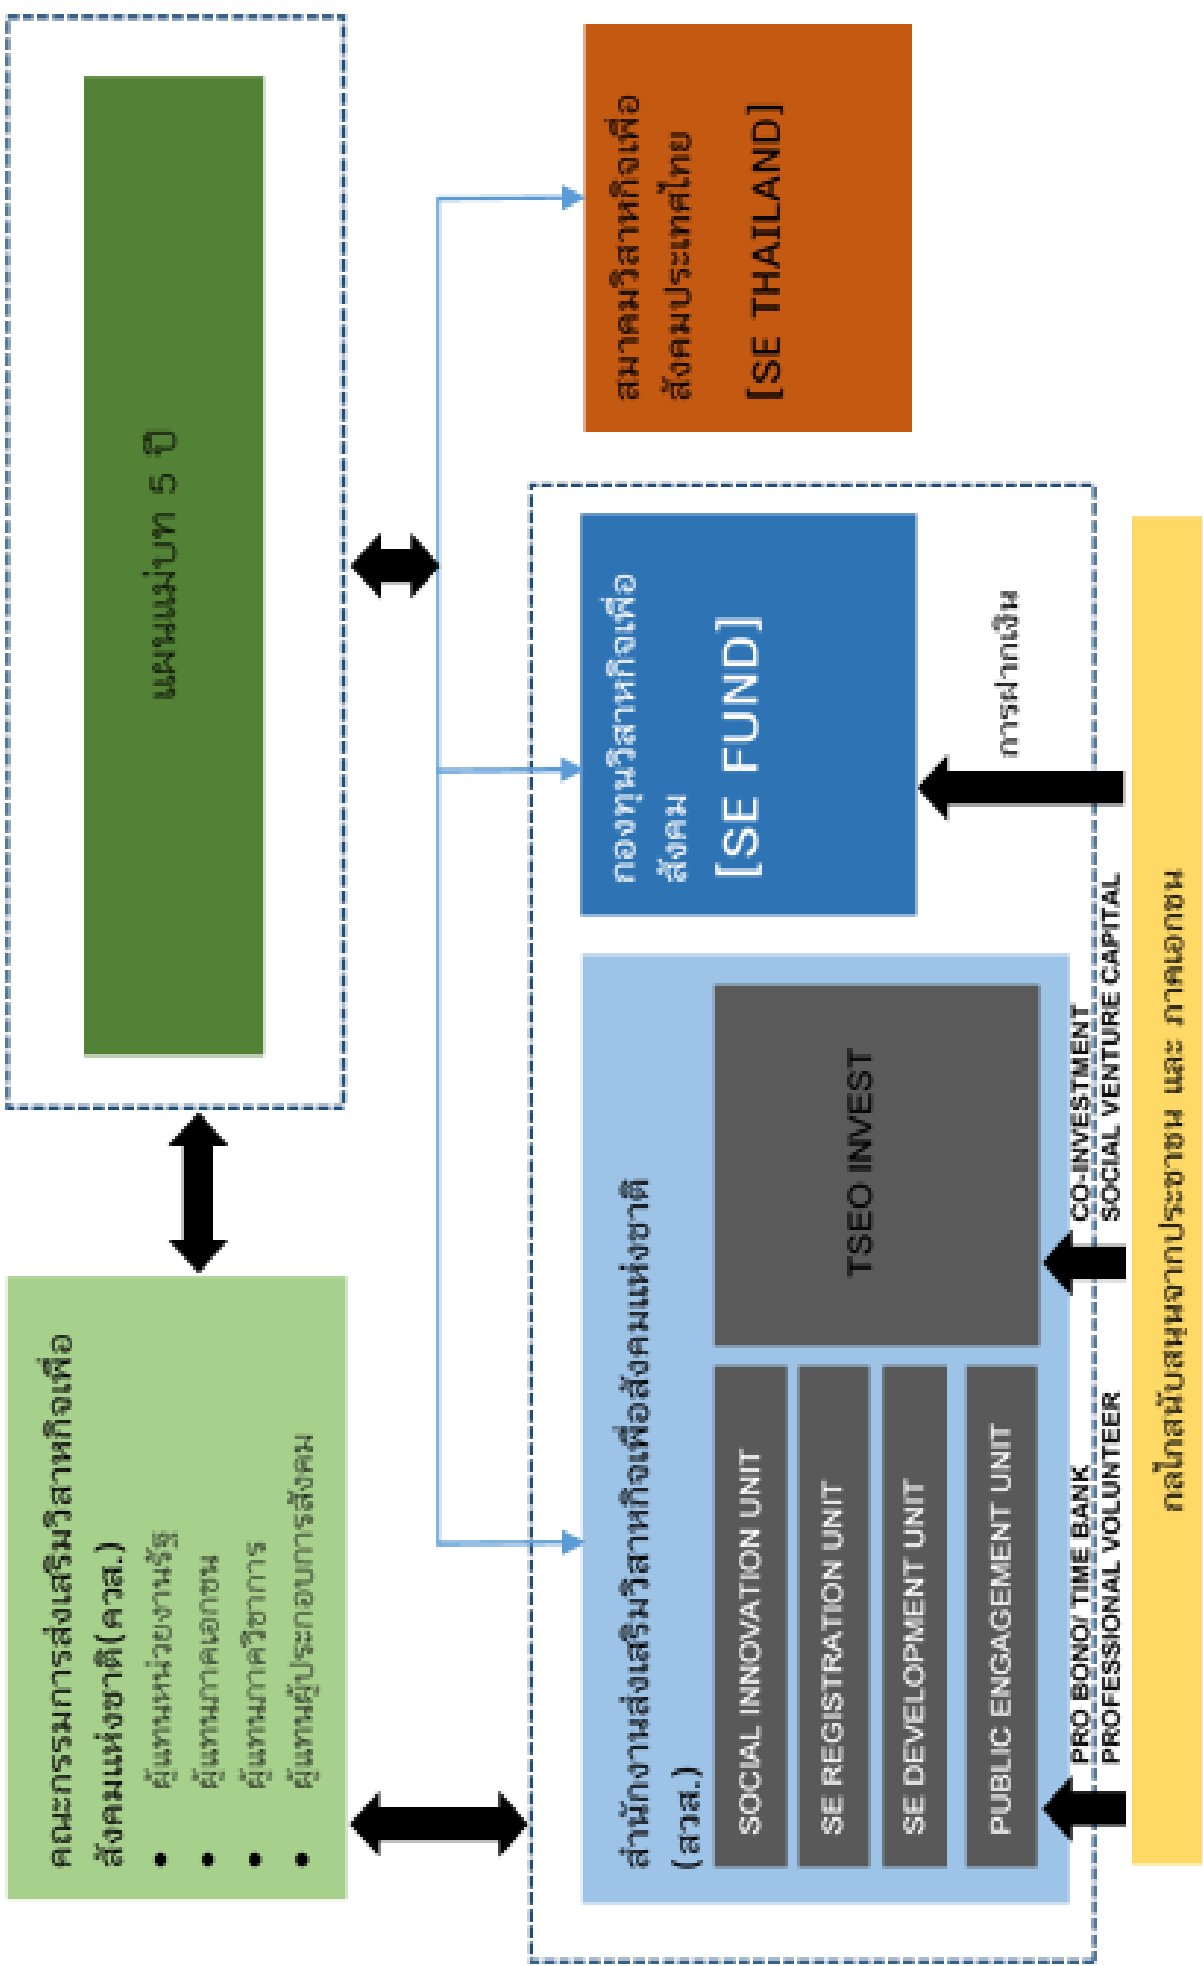 คณะกรรมการส่งเสริมวิสาหกิจเพื่อ
สังคมแห่งชาติ(ควส.)
• ผู้แทนหน่วยงานรัฐ
• ผู้แทนภาคเอกชน
• ผู้แทนภาควิชาการ
• ผู้แทนผู้ประกอบการสังคม
แผนแม่บท 5 ปี
สำนักงานส่งเสริมวิสาหกิจเพื่อสังคมแห่งชาติ
(สวส.)
SOCIAL INNOVATION UNIT
SE REGISTRATION UNIT
SE DEVELOPMENT UNIT
PUBLIC ENGAGEMENT UNIT
TSEO INVEST
กองทุนวิสาหกิจเพื่อ
สังคม
[SE FUND]
สมาคมวิสาหกิจเพื่อ
สังคมประเทศไทย
[SE THAILAND]
PRO BONO/ TIME BANK
PROFESSIONAL VOLUNTEER
CO-INVESTMENT
SOCIAL VENTURE CAPITAL
การฝากเงิน
กลไกสนับสนุนจากประชาชน และ ภาคเอกชน